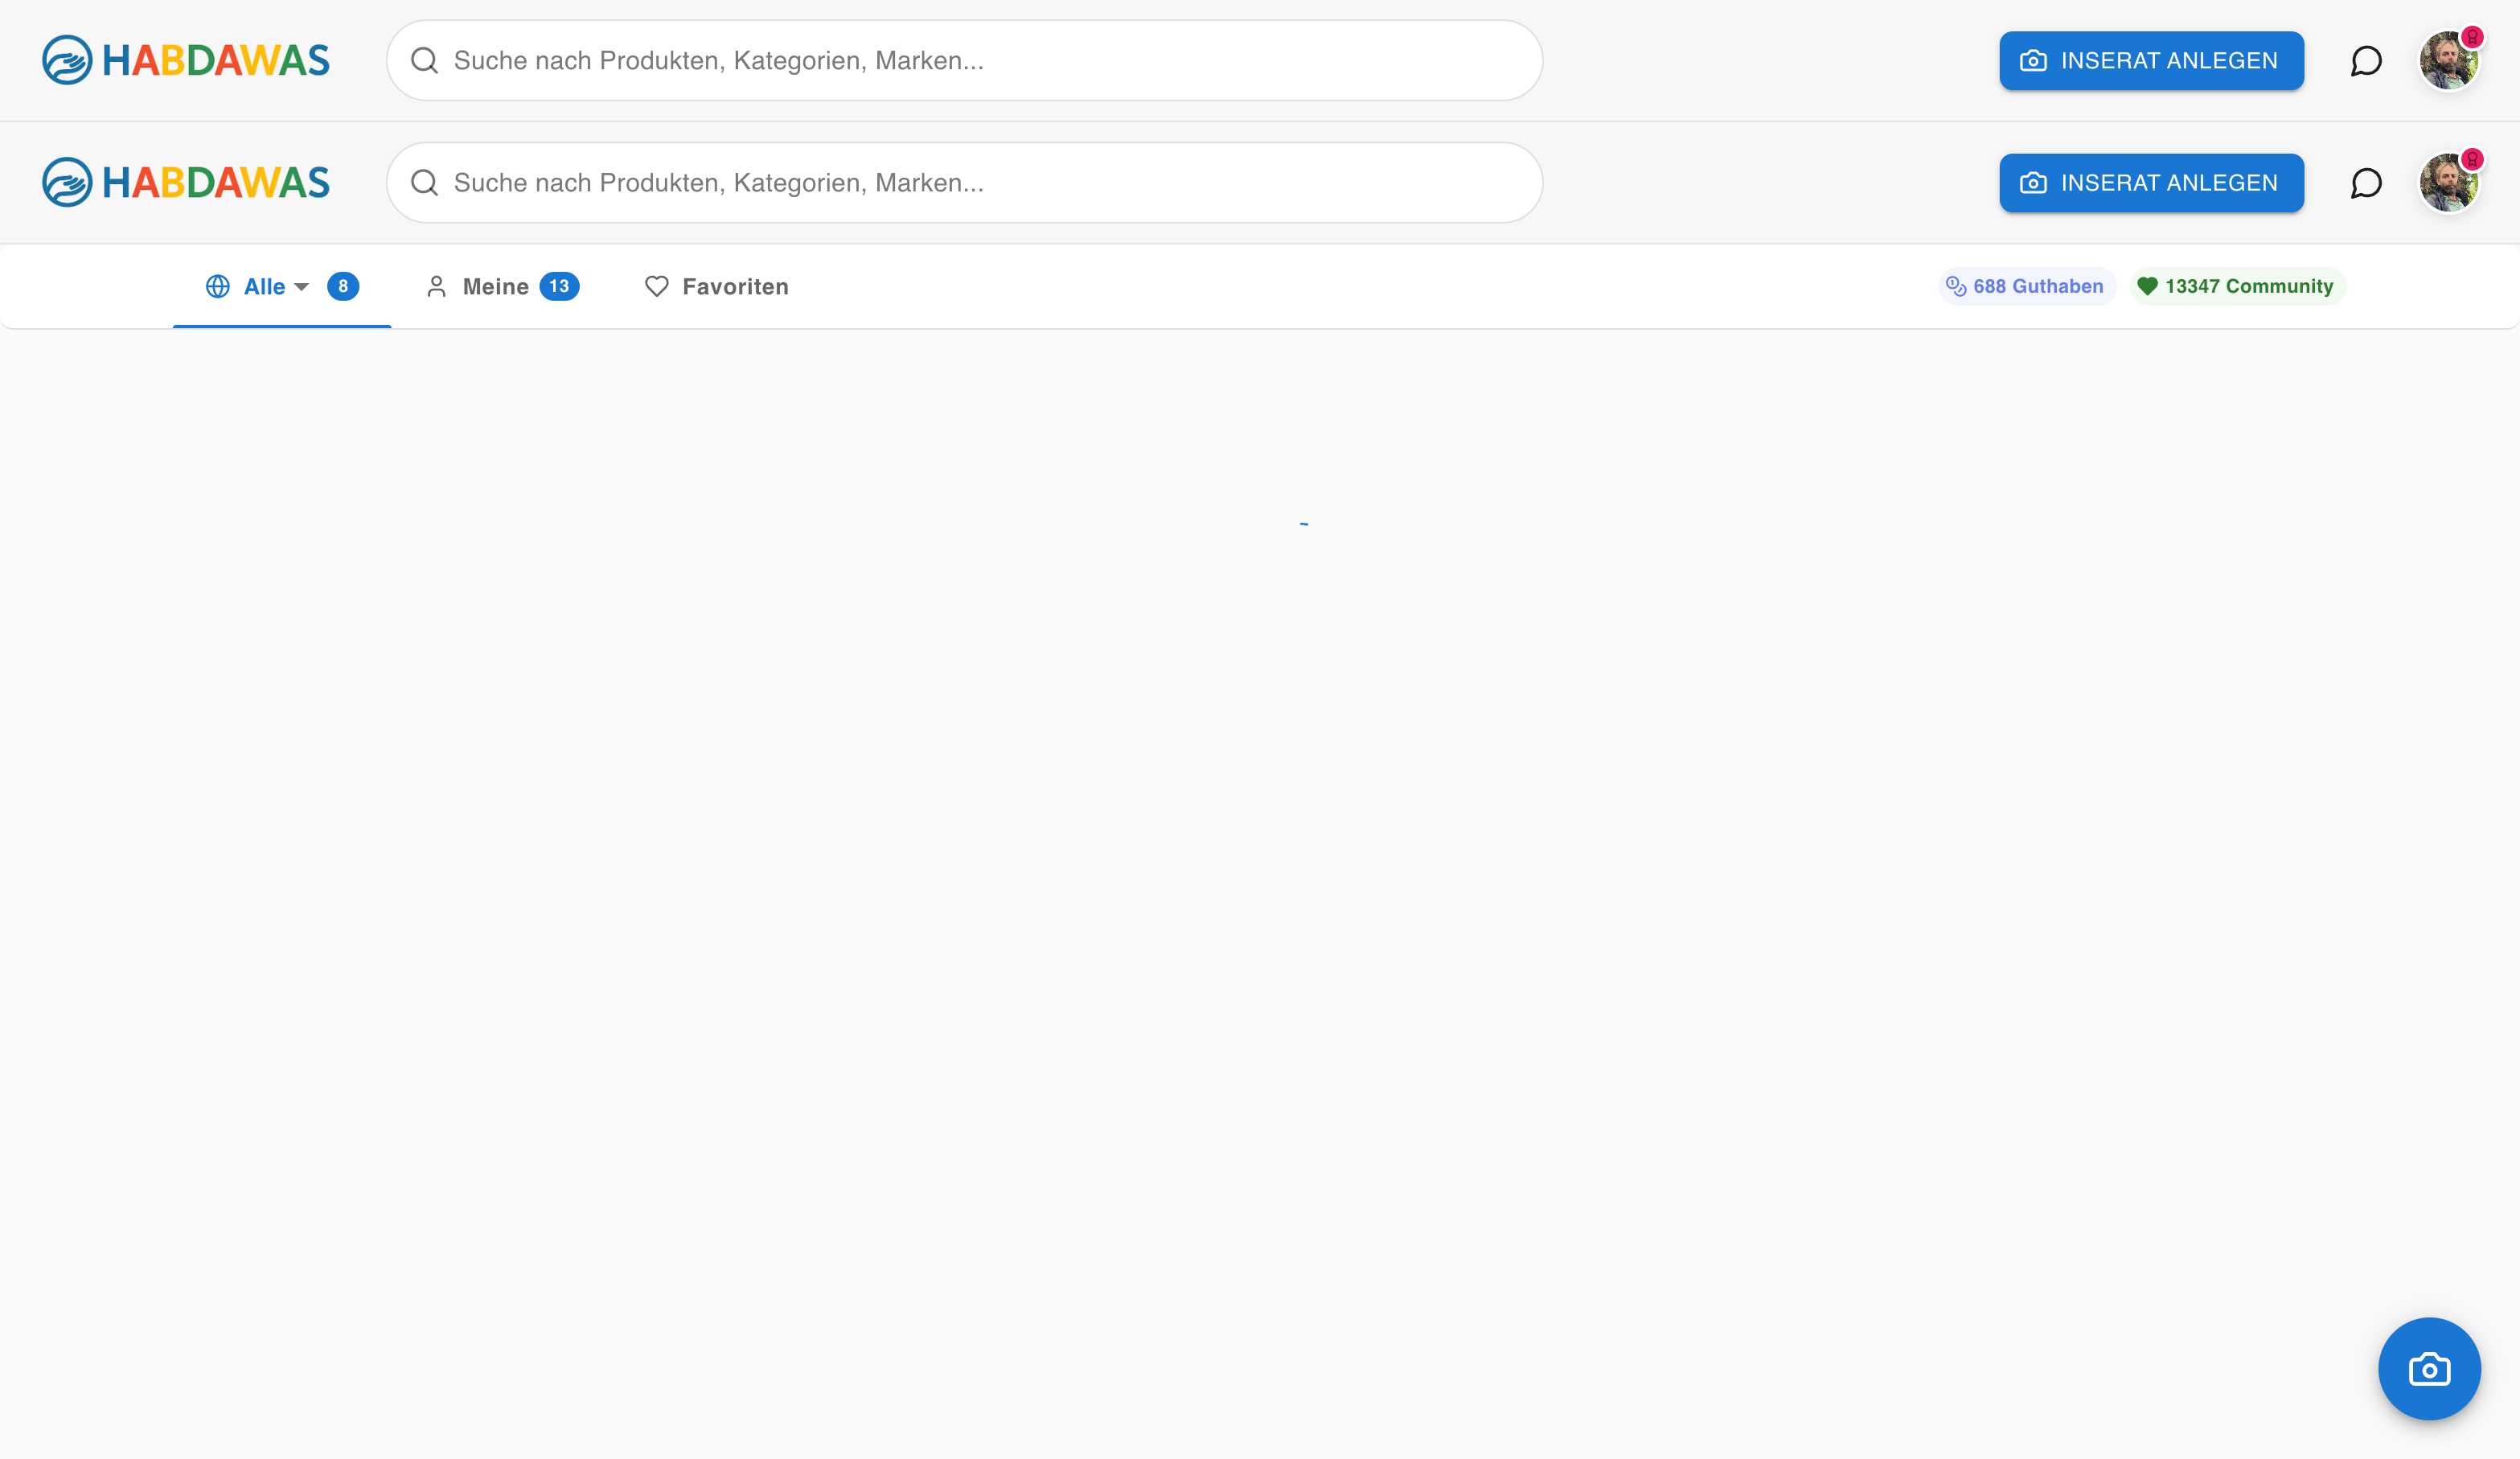 HABDAWAS Suche nach Produkten, Kategorien, Marken... INSERAT ANLEGEN
HABDAWAS Suche nach Produkten, Kategorien, Marken... INSERAT ANLEGEN
Alle 8 Meine 13 Favoriten 688 Guthaben 13347 Community